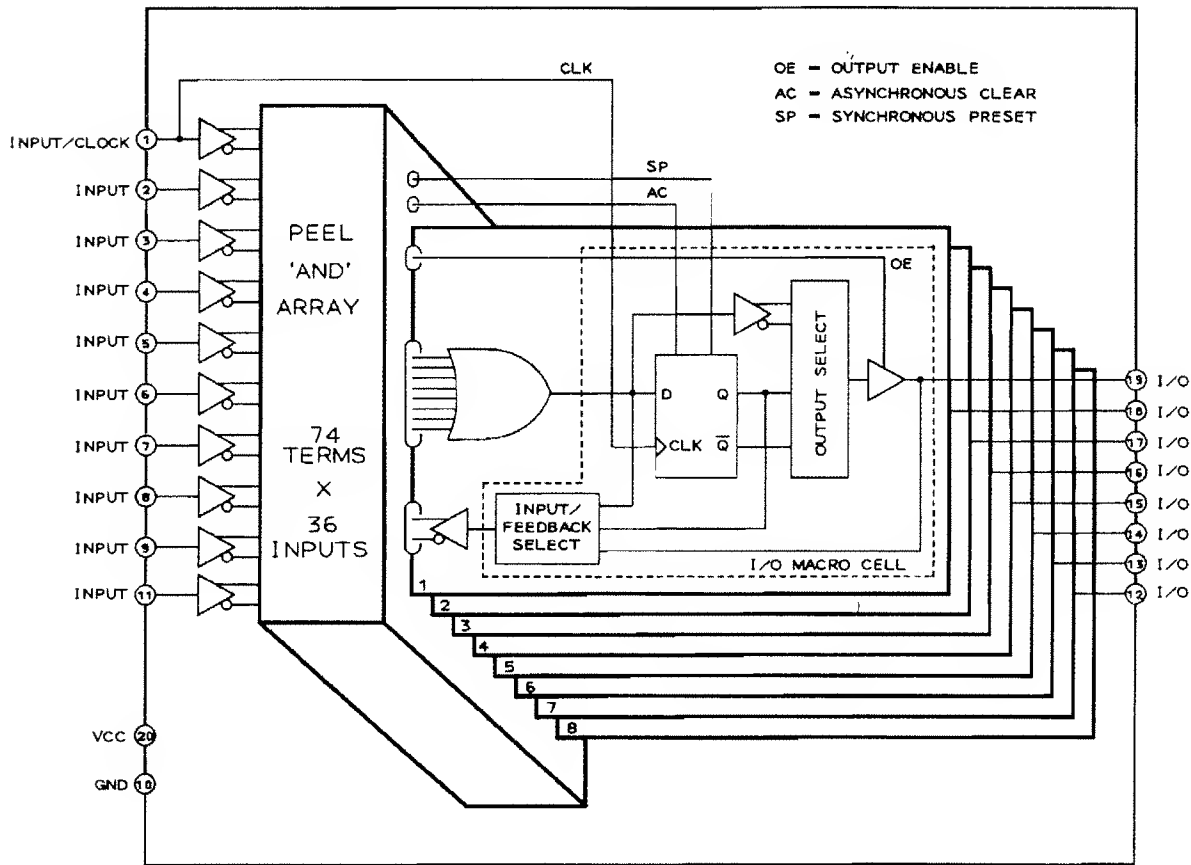 CLK
OE - OUTPUT ENABLE
AC - ASYNCHRONOUS CLEAR
SP - SYNCHRONOUS PRESET
INPUT/CLOCK 1
INPUT 2
INPUT 3
INPUT 4
INPUT 5
INPUT 6
INPUT 7
INPUT 8
INPUT 9
INPUT 11
VCC 20
GND 10
PEEL
'AND'
ARRAY
74
TERMS
X
36
INPUTS
SP
AC
OE
D Q
CLK Q̅
OUTPUT SELECT
INPUT/
FEEDBACK
SELECT
I/O MACRO CELL
1
2
3
4
5
6
7
8
19 I/O
18 I/O
17 I/O
16 I/O
15 I/O
14 I/O
13 I/O
12 I/O